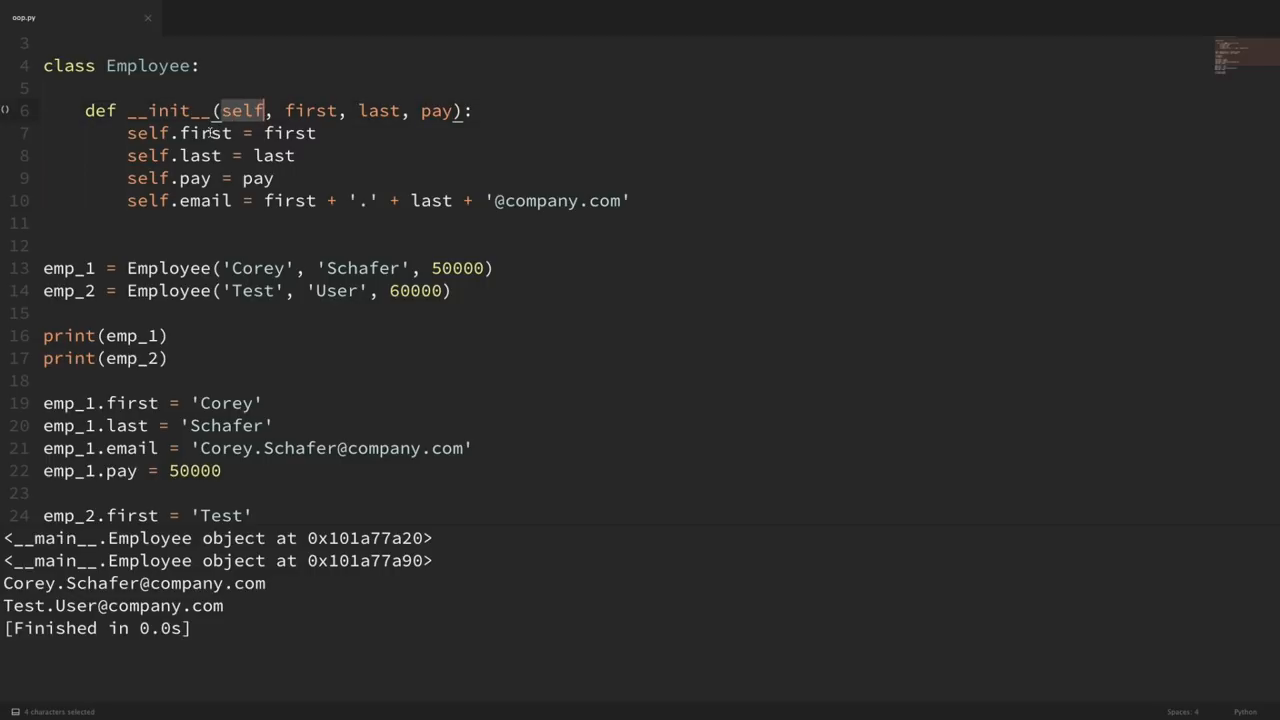 oop.py ×
3
4 class Employee:
5
6 def __init__(self, first, last, pay):
7 self.first = first
8 self.last = last
9 self.pay = pay
10 self.email = first + '.' + last + '@company.com'
11
12
13 emp_1 = Employee('Corey', 'Schafer', 50000)
14 emp_2 = Employee('Test', 'User', 60000)
15
16 print(emp_1)
17 print(emp_2)
18
19 emp_1.first = 'Corey'
20 emp_1.last = 'Schafer'
21 emp_1.email = 'Corey.Schafer@company.com'
22 emp_1.pay = 50000
23
24 emp_2.first = 'Test'
<__main__.Employee object at 0x101a77a20>
<__main__.Employee object at 0x101a77a90>
Corey.Schafer@company.com
Test.User@company.com
[Finished in 0.0s]
4 characters selected Spaces: 4 Python